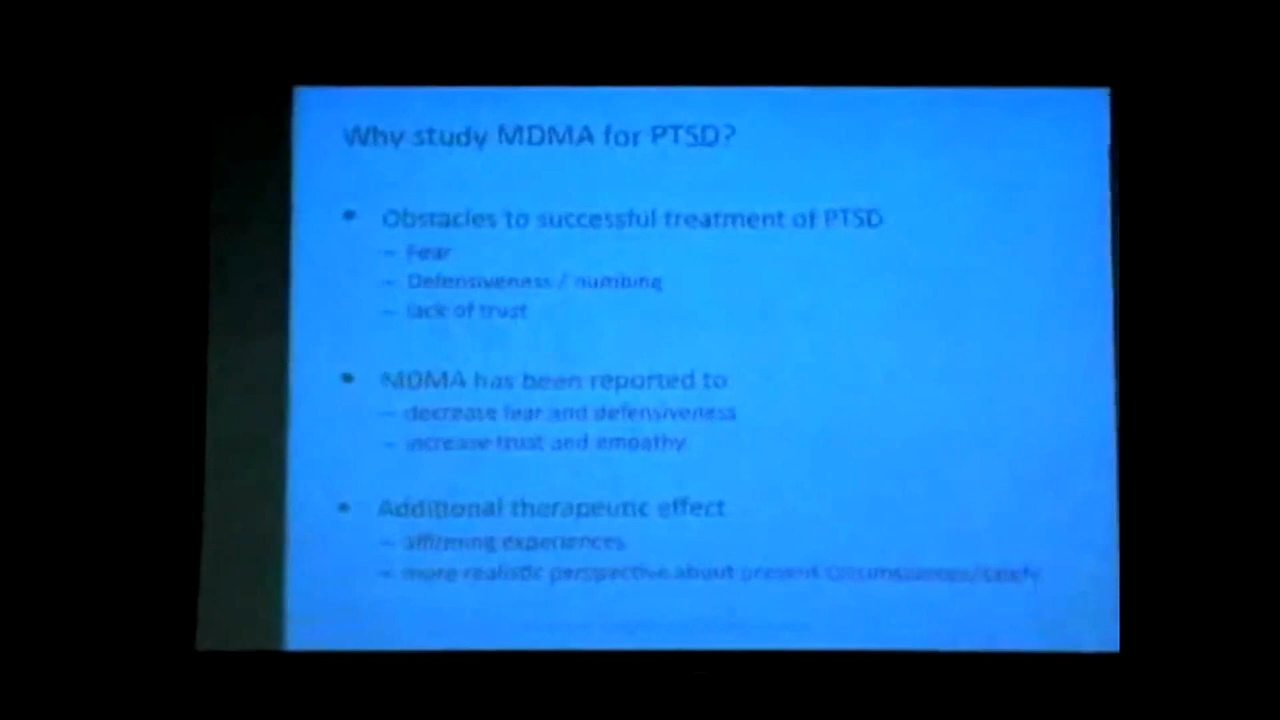 Why study MDMA for PTSD?
• Obstacles to successful treatment of PTSD
– Fear
– Defensiveness / numbing
– lack of trust
• MDMA has been reported to
– decrease fear and defensiveness
– increase trust and empathy
• Additional therapeutic effect
– affirming experiences
– more realistic perspective about present circumstances/safety